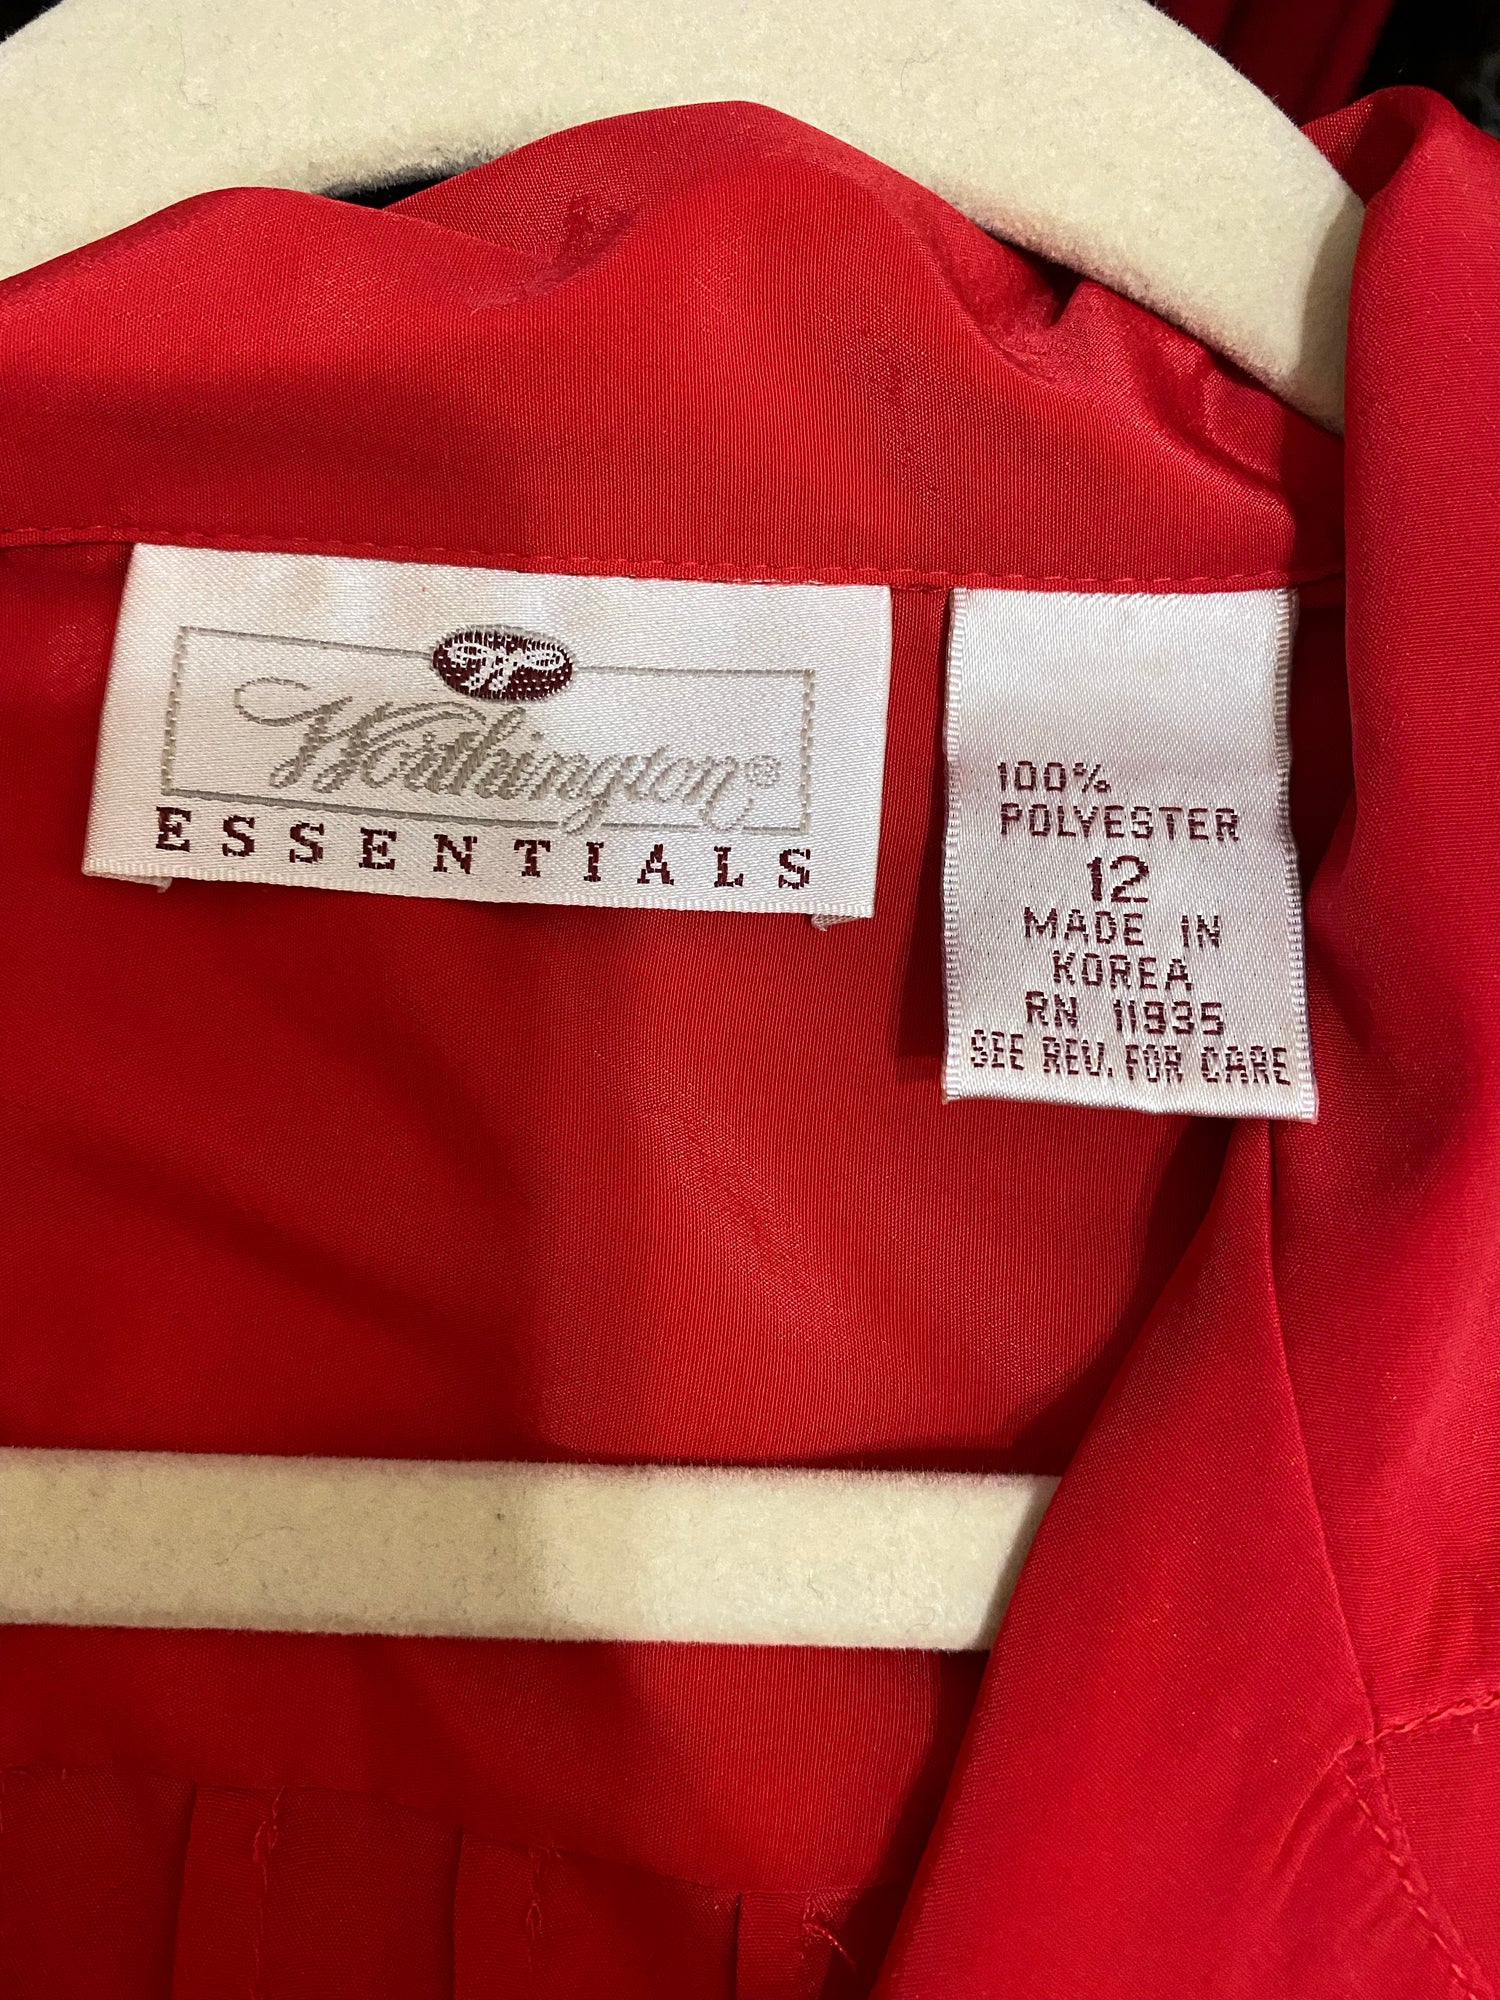 W
Worthington®
ESSENTIALS
100%
POLYESTER
12
MADE IN
KOREA
RN 11935
SEE REV. FOR CARE